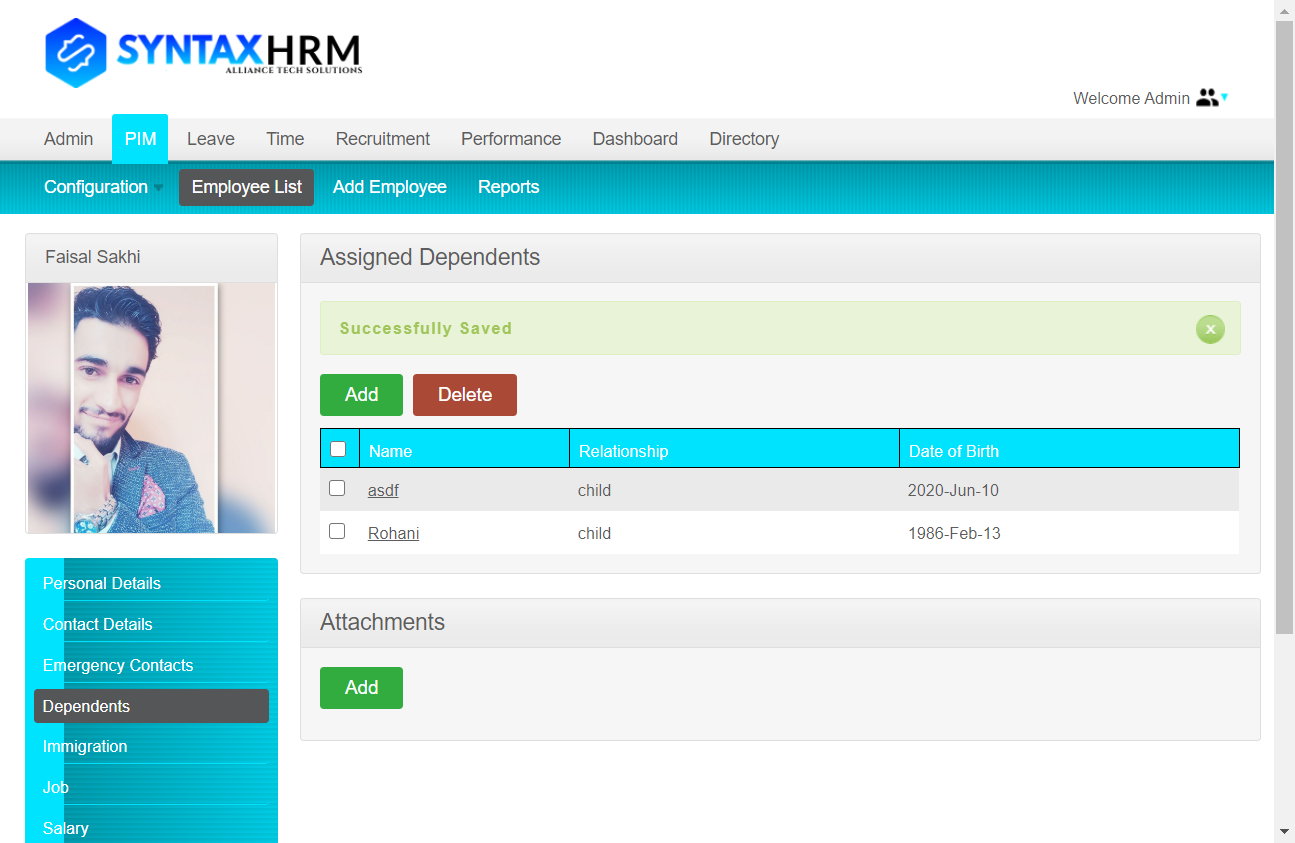 SYNTAXHRM
ALLIANCE TECH SOLUTIONS
Welcome Admin
Admin PIM Leave Time Recruitment Performance Dashboard Directory
Configuration Employee List Add Employee Reports
Faisal Sakhi
Personal Details
Contact Details
Emergency Contacts
Dependents
Immigration
Job
Salary
Assigned Dependents
Successfully Saved x
Add Delete
Name Relationship Date of Birth
asdf child 2020-Jun-10
Rohani child 1986-Feb-13
Attachments
Add